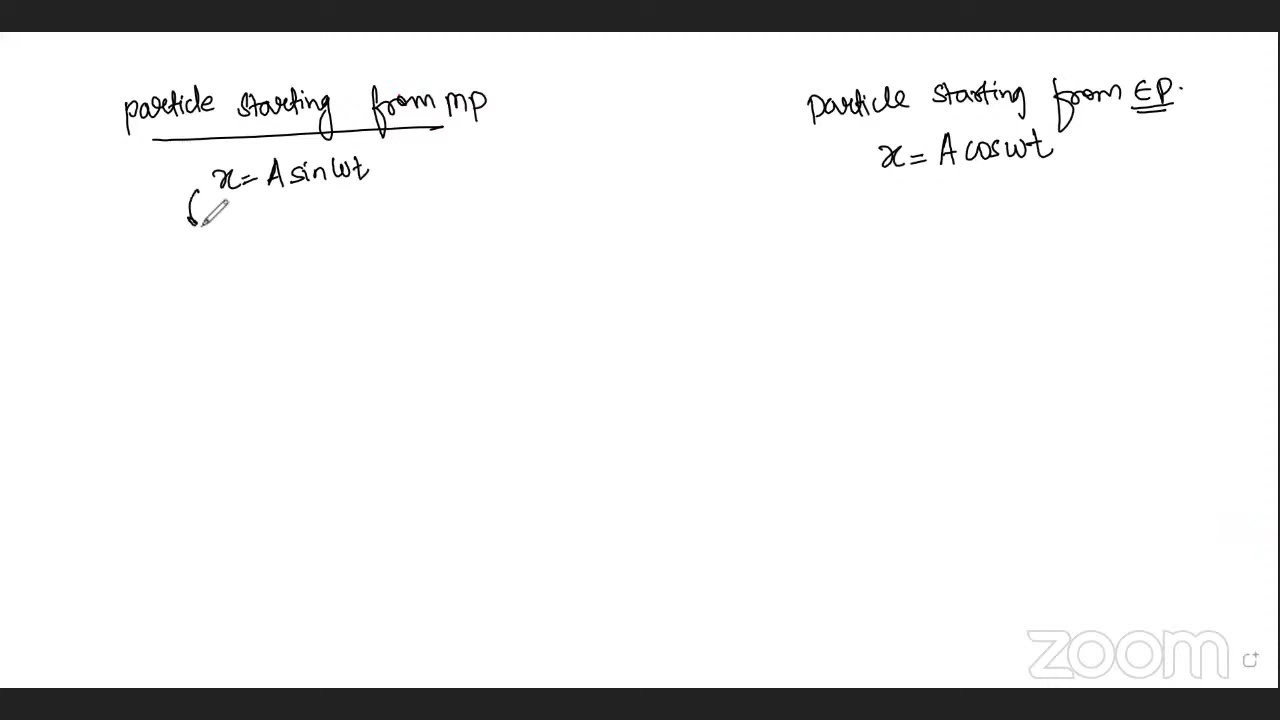 particle starting from MP
x = A sin ωt
Particle starting from EP.
x = A cos ωt
zoom